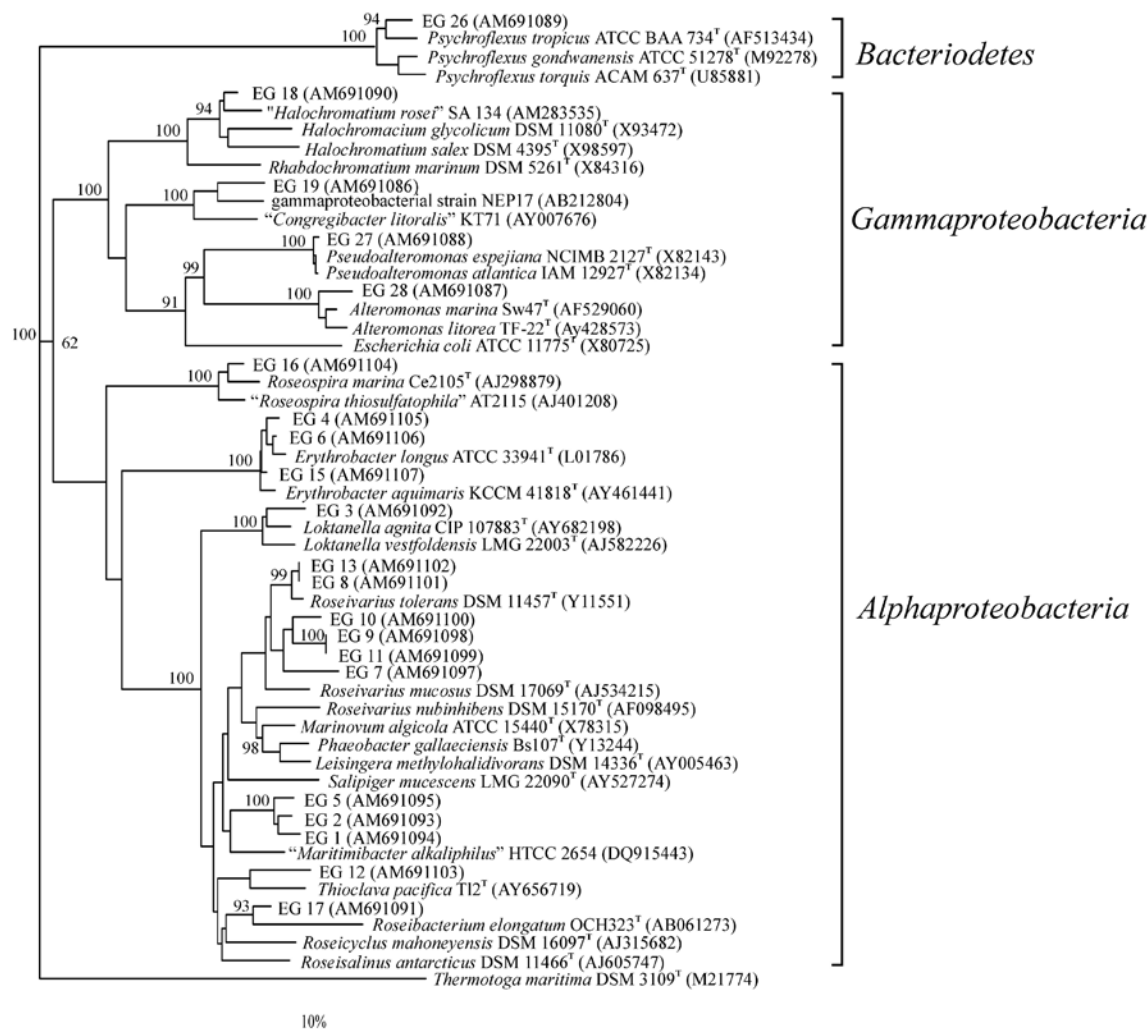 94
EG 26 (AM691089)
100
Psychroflexus tropicus ATCC BAA 734ᵀ (AF513434)
Psychroflexus gondwanensis ATCC 51278ᵀ (M92278)
Psychroflexus torquis ACAM 637ᵀ (U85881)
Bacteriodetes
EG 18 (AM691090)
94
"Halochromatium rosei" SA 134 (AM283535)
100
Halochromacium glycolicum DSM 11080ᵀ (X93472)
Halochromatium salex DSM 4395ᵀ (X98597)
Rhabdochromatium marinum DSM 5261ᵀ (X84316)
100
EG 19 (AM691086)
100
gammaproteobacterial strain NEP17 (AB212804)
“Congregibacter litoralis” KT71 (AY007676)
Gammaproteobacteria
100
EG 27 (AM691088)
Pseudoalteromonas espejiana NCIMB 2127ᵀ (X82143)
99
Pseudoalteromonas atlantica IAM 12927ᵀ (X82134)
100
EG 28 (AM691087)
91
Alteromonas marina Sw47ᵀ (AF529060)
Alteromonas litorea TF-22ᵀ (Ay428573)
100
62
Escherichia coli ATCC 11775ᵀ (X80725)
EG 16 (AM691104)
100
Roseospira marina Ce2105ᵀ (AJ298879)
“Roseospira thiosulfatophila” AT2115 (AJ401208)
EG 4 (AM691105)
EG 6 (AM691106)
100
Erythrobacter longus ATCC 33941ᵀ (L01786)
EG 15 (AM691107)
Erythrobacter aquimaris KCCM 41818ᵀ (AY461441)
EG 3 (AM691092)
100
Loktanella agnita CIP 107883ᵀ (AY682198)
Loktanella vestfoldensis LMG 22003ᵀ (AJ582226)
EG 13 (AM691102)
99
EG 8 (AM691101)
Roseivarius tolerans DSM 11457ᵀ (Y11551)
Alphaproteobacteria
EG 10 (AM691100)
100
EG 9 (AM691098)
EG 11 (AM691099)
EG 7 (AM691097)
100
Roseivarius mucosus DSM 17069ᵀ (AJ534215)
Roseivarius nubinhibens DSM 15170ᵀ (AF098495)
Marinovum algicola ATCC 15440ᵀ (X78315)
98
Phaeobacter gallaeciensis Bs107ᵀ (Y13244)
Leisingera methylohalidivorans DSM 14336ᵀ (AY005463)
Salipiger mucescens LMG 22090ᵀ (AY527274)
100
EG 5 (AM691095)
EG 2 (AM691093)
EG 1 (AM691094)
“Maritimibacter alkaliphilus” HTCC 2654 (DQ915443)
EG 12 (AM691103)
Thioclava pacifica Tl2ᵀ (AY656719)
93
EG 17 (AM691091)
Roseibacterium elongatum OCH323ᵀ (AB061273)
Roseicyclus mahoneyensis DSM 16097ᵀ (AJ315682)
Roseisalinus antarcticus DSM 11466ᵀ (AJ605747)
Thermotoga maritima DSM 3109ᵀ (M21774)
10%